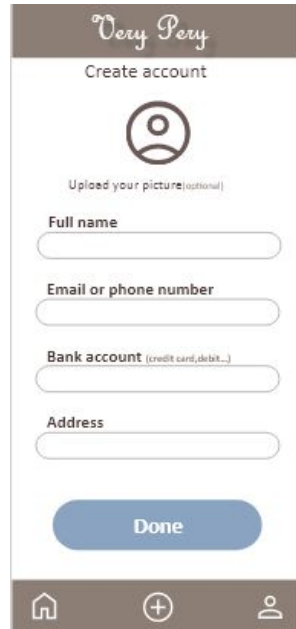 Very Pery
Create account
Upload your picture(optional)
Full name
Email or phone number
Bank account (credit card,debit...)
Address
Done